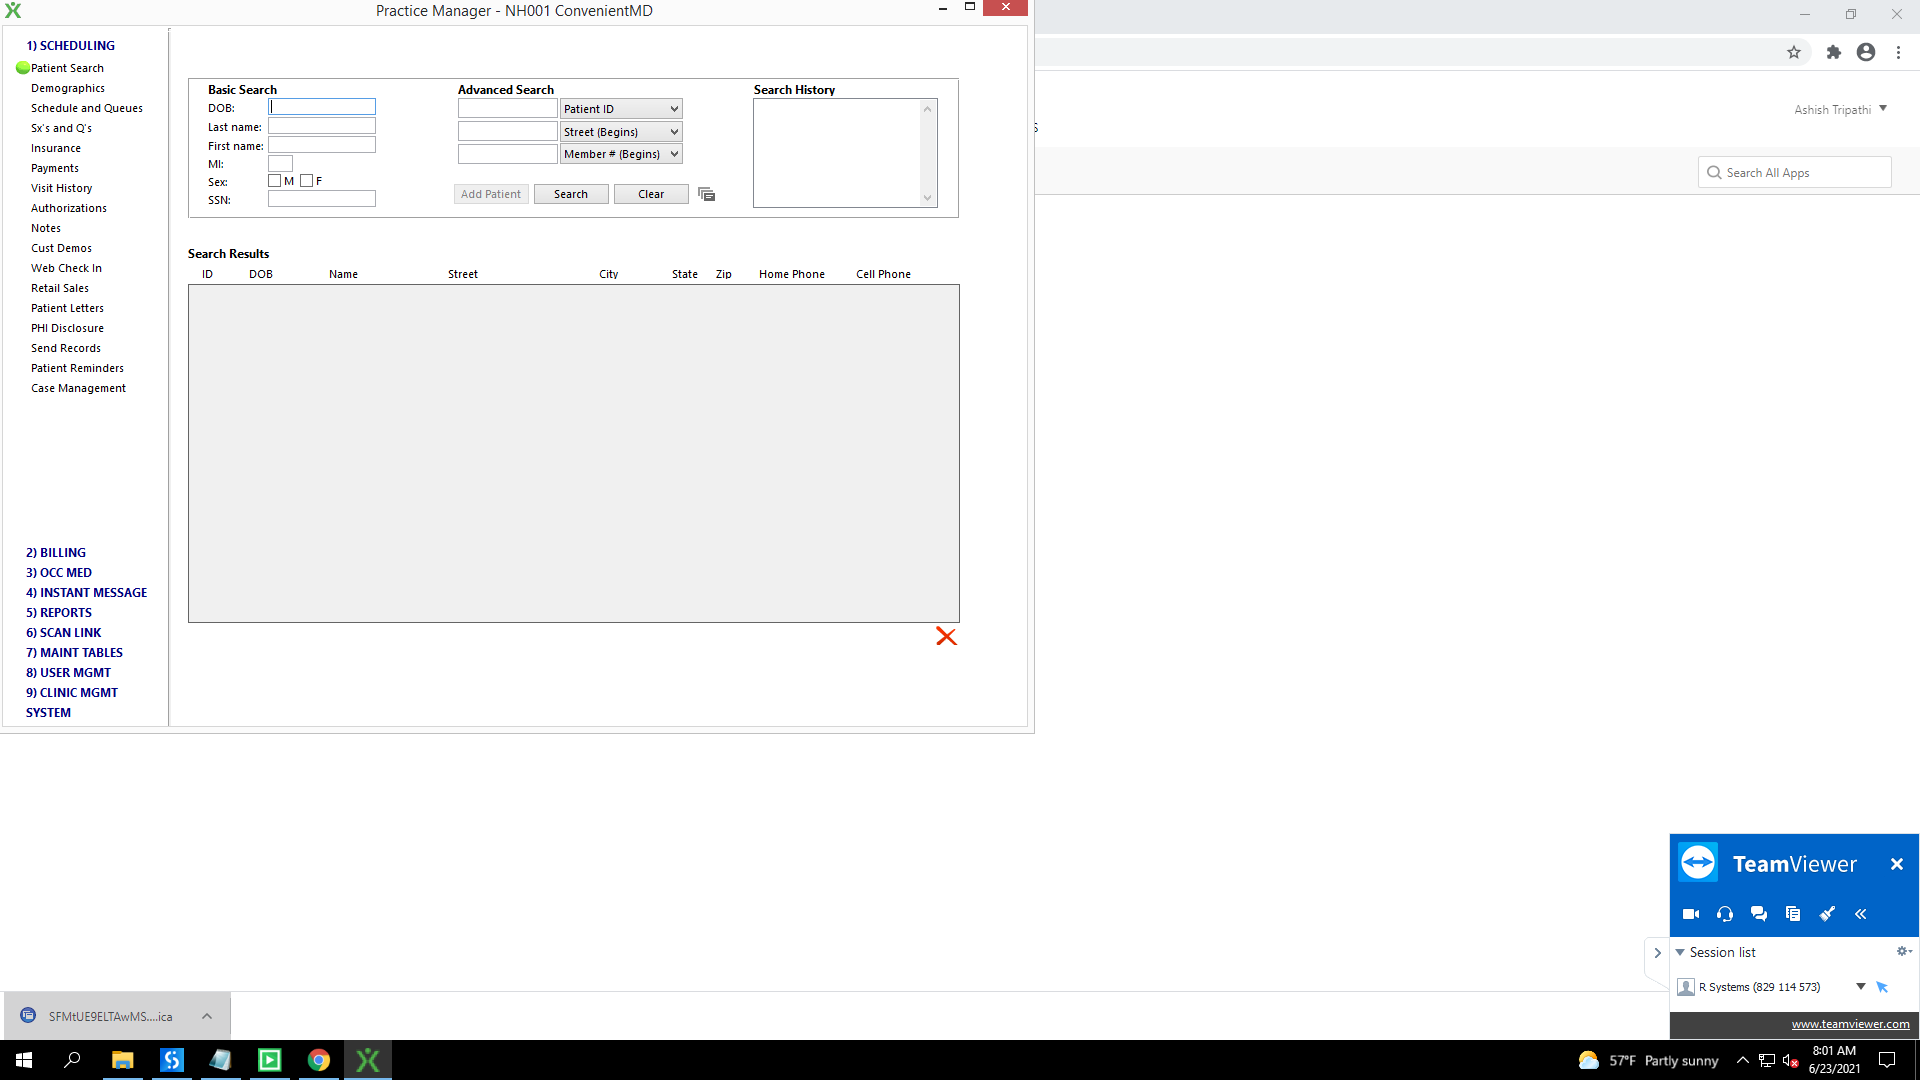 Practice Manager - NH001 ConvenientMD
1) SCHEDULING
Patient Search
Demographics
Schedule and Queues
Sx's and Q's
Insurance
Payments
Visit History
Authorizations
Notes
Cust Demos
Web Check In
Retail Sales
Patient Letters
PHI Disclosure
Send Records
Patient Reminders
Case Management
2) BILLING
3) OCC MED
4) INSTANT MESSAGE
5) REPORTS
6) SCAN LINK
7) MAINT TABLES
8) USER MGMT
9) CLINIC MGMT
SYSTEM
Basic Search
DOB:
Last name:
First name:
MI:
Sex: M F
SSN:
Advanced Search
Patient ID
Street (Begins)
Member # (Begins)
Add Patient Search Clear
Search History
Search Results
ID DOB Name Street City State Zip Home Phone Cell Phone
Ashish Tripathi
S
Search All Apps
TeamViewer
Session list
R Systems (829 114 573)
www.teamviewer.com
SFMtUE9ELTAwMS....ica
57°F Partly sunny
8:01 AM
6/23/2021